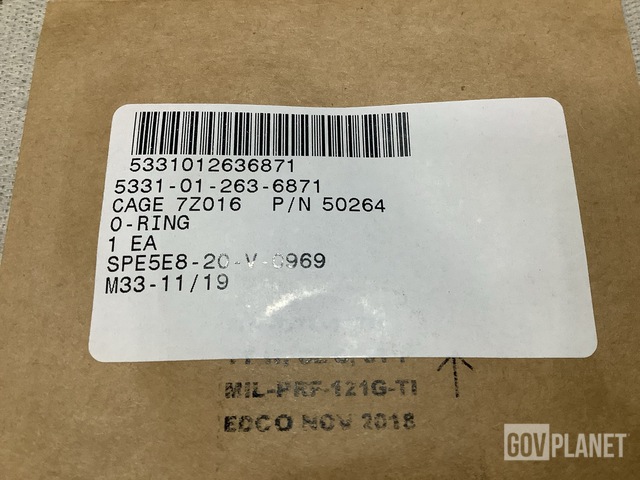 5331012636871
5331-01-263-6871
CAGE 7Z016 P/N 50264
O-RING
1 EA
SPE5E8-20-V-0969
M33-11/19
MIL-PRF-121G-TI
EDCO NOV 2018
GOVPLANET